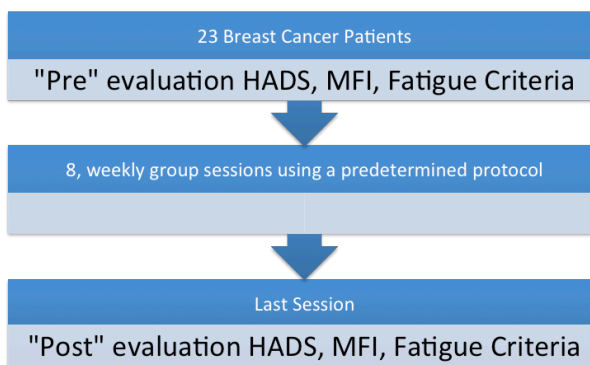 23 Breast Cancer Patients
"Pre" evaluation HADS, MFI, Fatigue Criteria
8, weekly group sessions using a predetermined protocol
Last Session
"Post" evaluation HADS, MFI, Fatigue Criteria